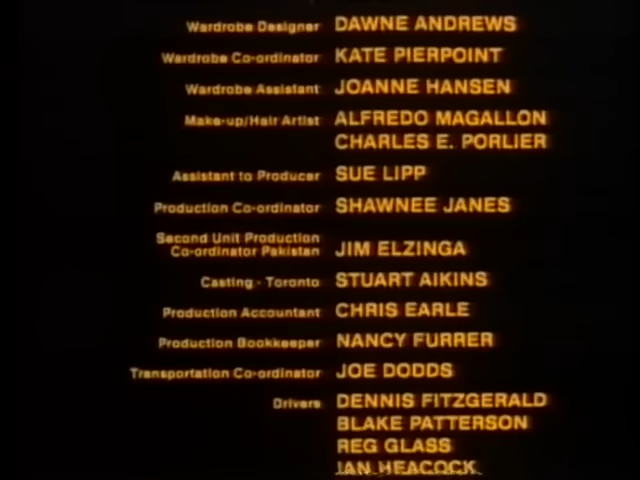 Wardrobe Designer DAWNE ANDREWS
Wardrobe Co-ordinator KATE PIERPOINT
Wardrobe Assistant JOANNE HANSEN
Make-up/Hair Artist ALFREDO MAGALLON
CHARLES E. PORLIER
Assistant to Producer SUE LIPP
Production Co-ordinator SHAWNEE JANES
Second Unit Production
Co-ordinator Pakistan JIM ELZINGA
Casting - Toronto STUART AIKINS
Production Accountant CHRIS EARLE
Production Bookkeeper NANCY FURRER
Transportation Co-ordinator JOE DODDS
Drivers DENNIS FITZGERALD
BLAKE PATTERSON
REG GLASS
IAN HEACOCK